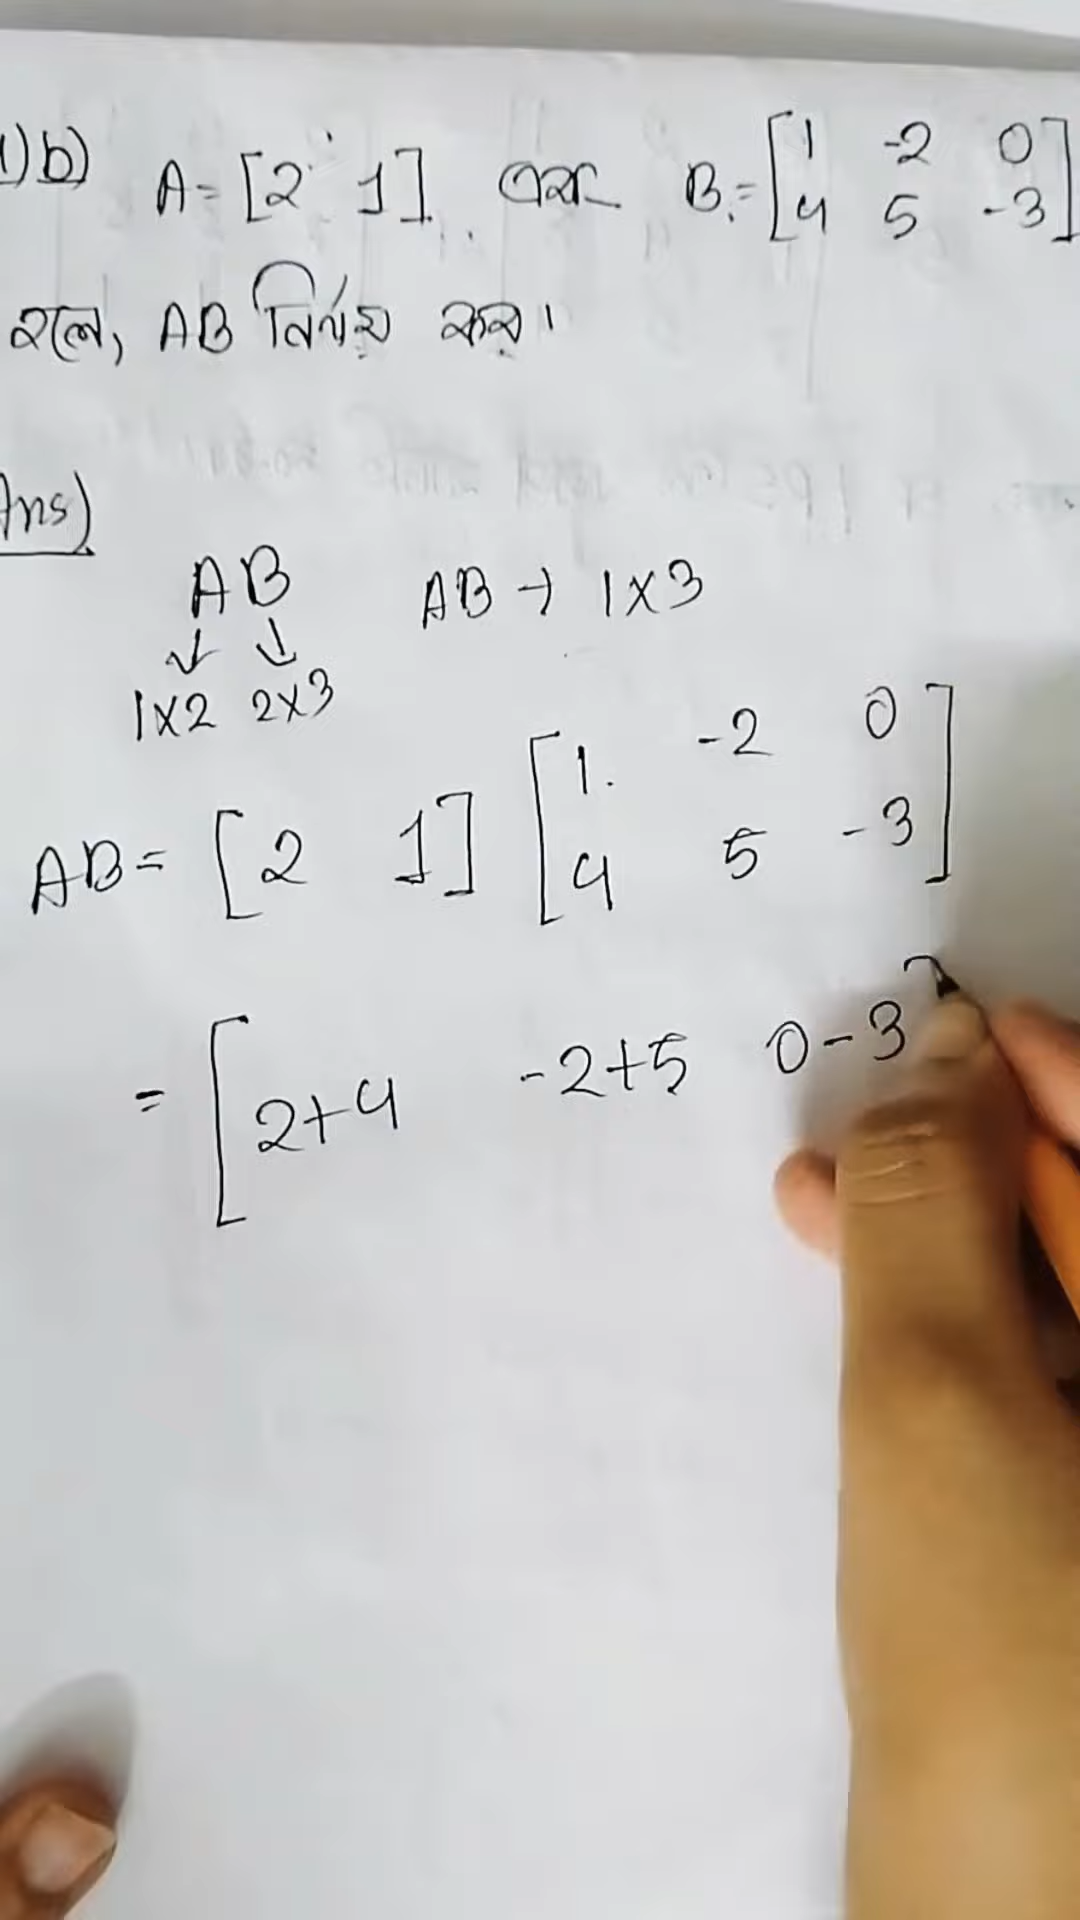 1)b) A = [2 1] এবং B = [1 -2 0
4 5 -3]
হলে, AB নির্ণয় কর।
Ans)
AB AB → 1×3
↓ ↓
1×2 2×3
AB = [2 1] [1. -2 0
4 5 -3]
= [2+4 -2+5 0-3